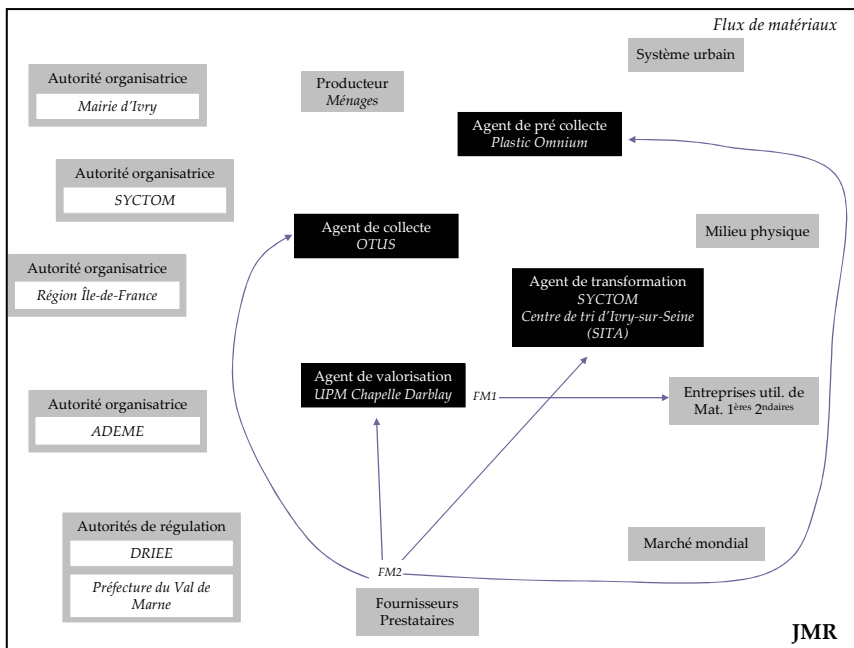 Flux de matériaux
Système urbain
Autorité organisatrice
Mairie d'Ivry
Producteur
Ménages
Agent de pré collecte
Plastic Omnium
Autorité organisatrice
SYCTOM
Agent de collecte
OTUS
Milieu physique
Autorité organisatrice
Région Île-de-France
Agent de transformation
SYCTOM
Centre de tri d'Ivry-sur-Seine
(SITA)
Agent de valorisation
UPM Chapelle Darblay
FM1
Entreprises util. de
Mat. 1ères 2ndaires
Autorité organisatrice
ADEME
Autorités de régulation
DRIEE
Préfecture du Val de
Marne
Marché mondial
FM2
Fournisseurs
Prestataires
JMR